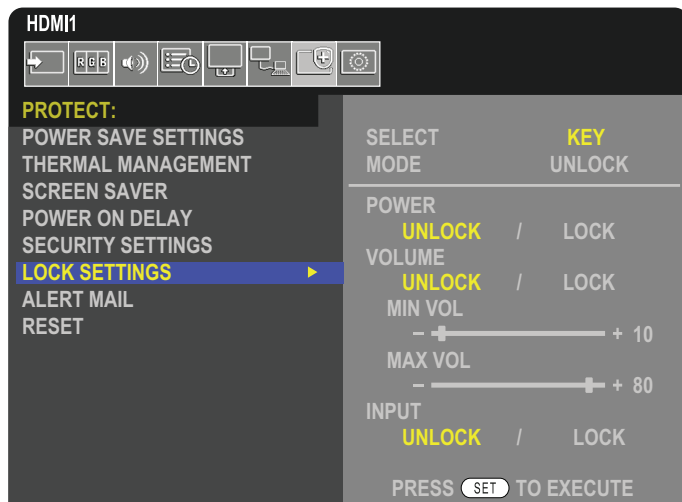 HDMI1
RGB
PROTECT:
POWER SAVE SETTINGS
THERMAL MANAGEMENT
SCREEN SAVER
POWER ON DELAY
SECURITY SETTINGS
LOCK SETTINGS
ALERT MAIL
RESET
SELECT KEY
MODE UNLOCK
POWER
UNLOCK / LOCK
VOLUME
UNLOCK / LOCK
MIN VOL
– + 10
MAX VOL
– + 80
INPUT
UNLOCK / LOCK
PRESS SET TO EXECUTE